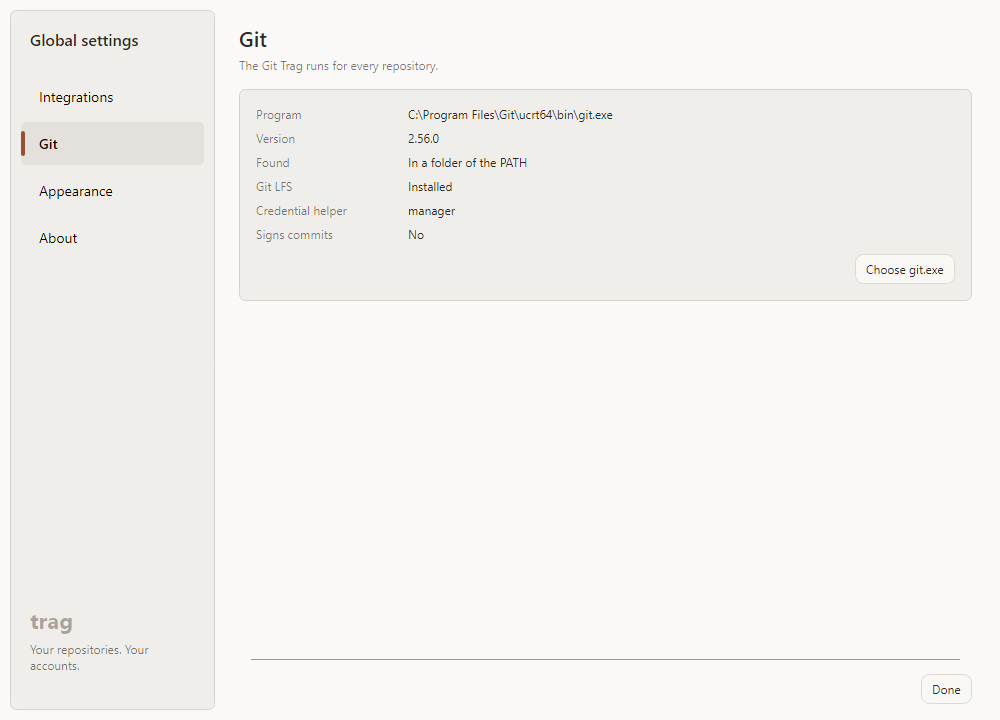 Global settings
Integrations
Git
Appearance
About
trag
Your repositories. Your
accounts.
Git
The Git Trag runs for every repository.
Program C:\Program Files\Git\ucrt64\bin\git.exe
Version 2.56.0
Found In a folder of the PATH
Git LFS Installed
Credential helper manager
Signs commits No
Choose git.exe
Done